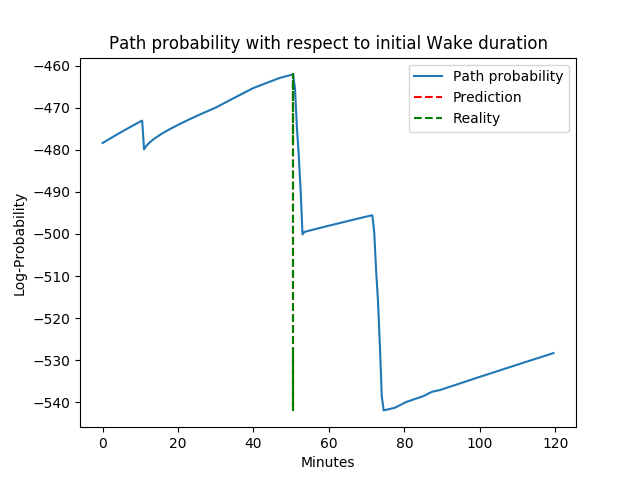 Path probability with respect to initial Wake duration
Path probability
Prediction
Reality
Log-Probability
−460
−470
−480
−490
−500
−510
−520
−530
−540
0 20 40 60 80 100 120
Minutes